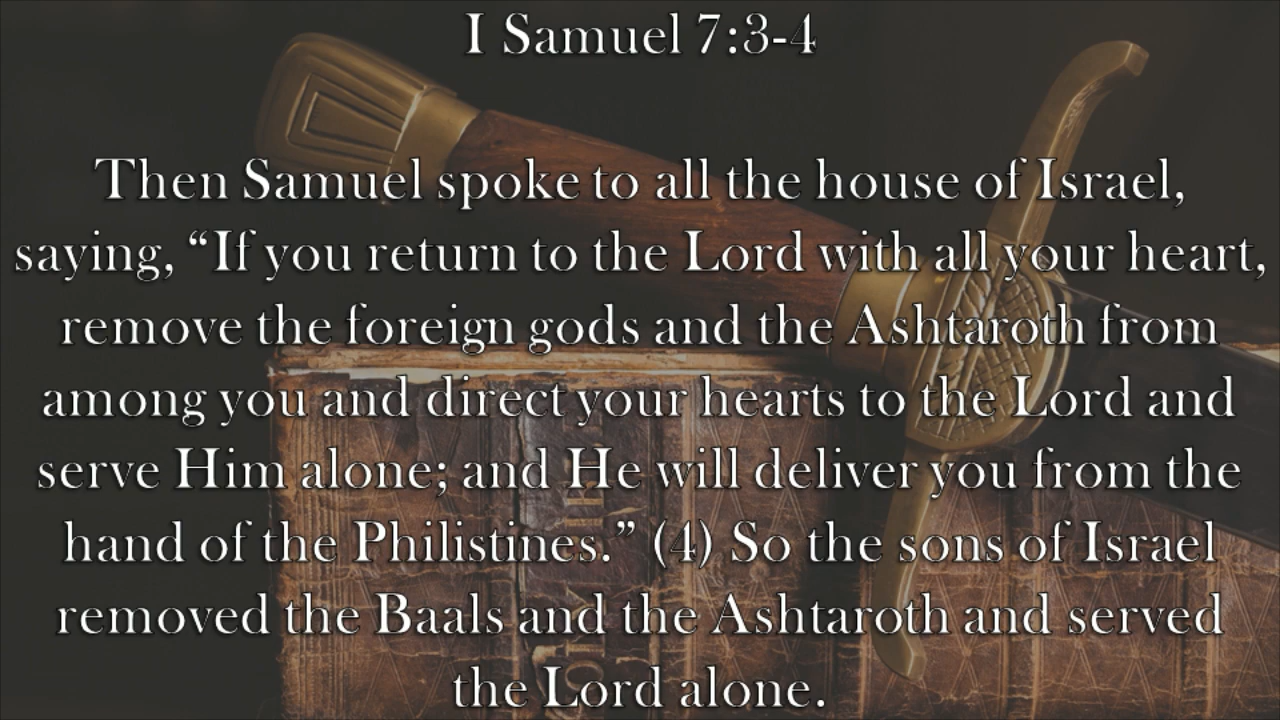 I Samuel 7:3-4
Then Samuel spoke to all the house of Israel,
saying, “If you return to the Lord with all your heart,
remove the foreign gods and the Ashtaroth from
among you and direct your hearts to the Lord and
serve Him alone; and He will deliver you from the
hand of the Philistines.” (4) So the sons of Israel
removed the Baals and the Ashtaroth and served
the Lord alone.